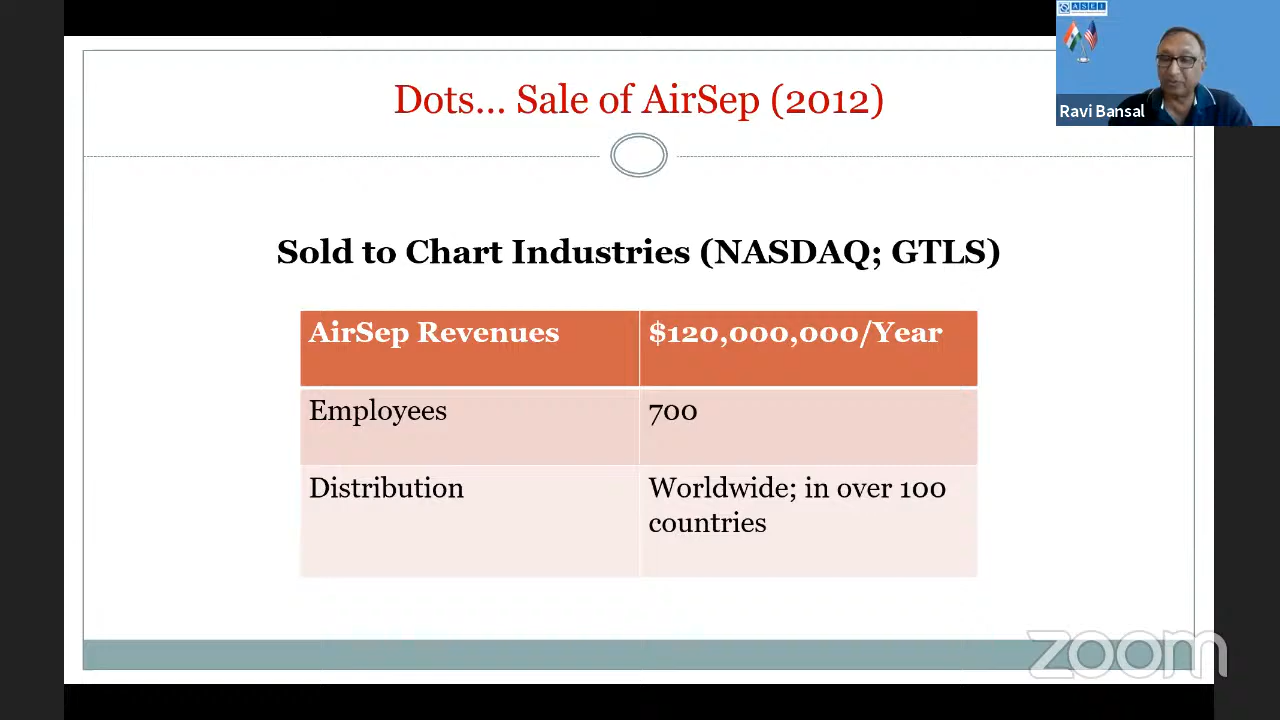 Dots... Sale of AirSep (2012)
ASEI
Ravi Bansal
Sold to Chart Industries (NASDAQ; GTLS)
AirSep Revenues
$120,000,000/Year
Employees
700
Distribution
Worldwide; in over 100
countries
zoom